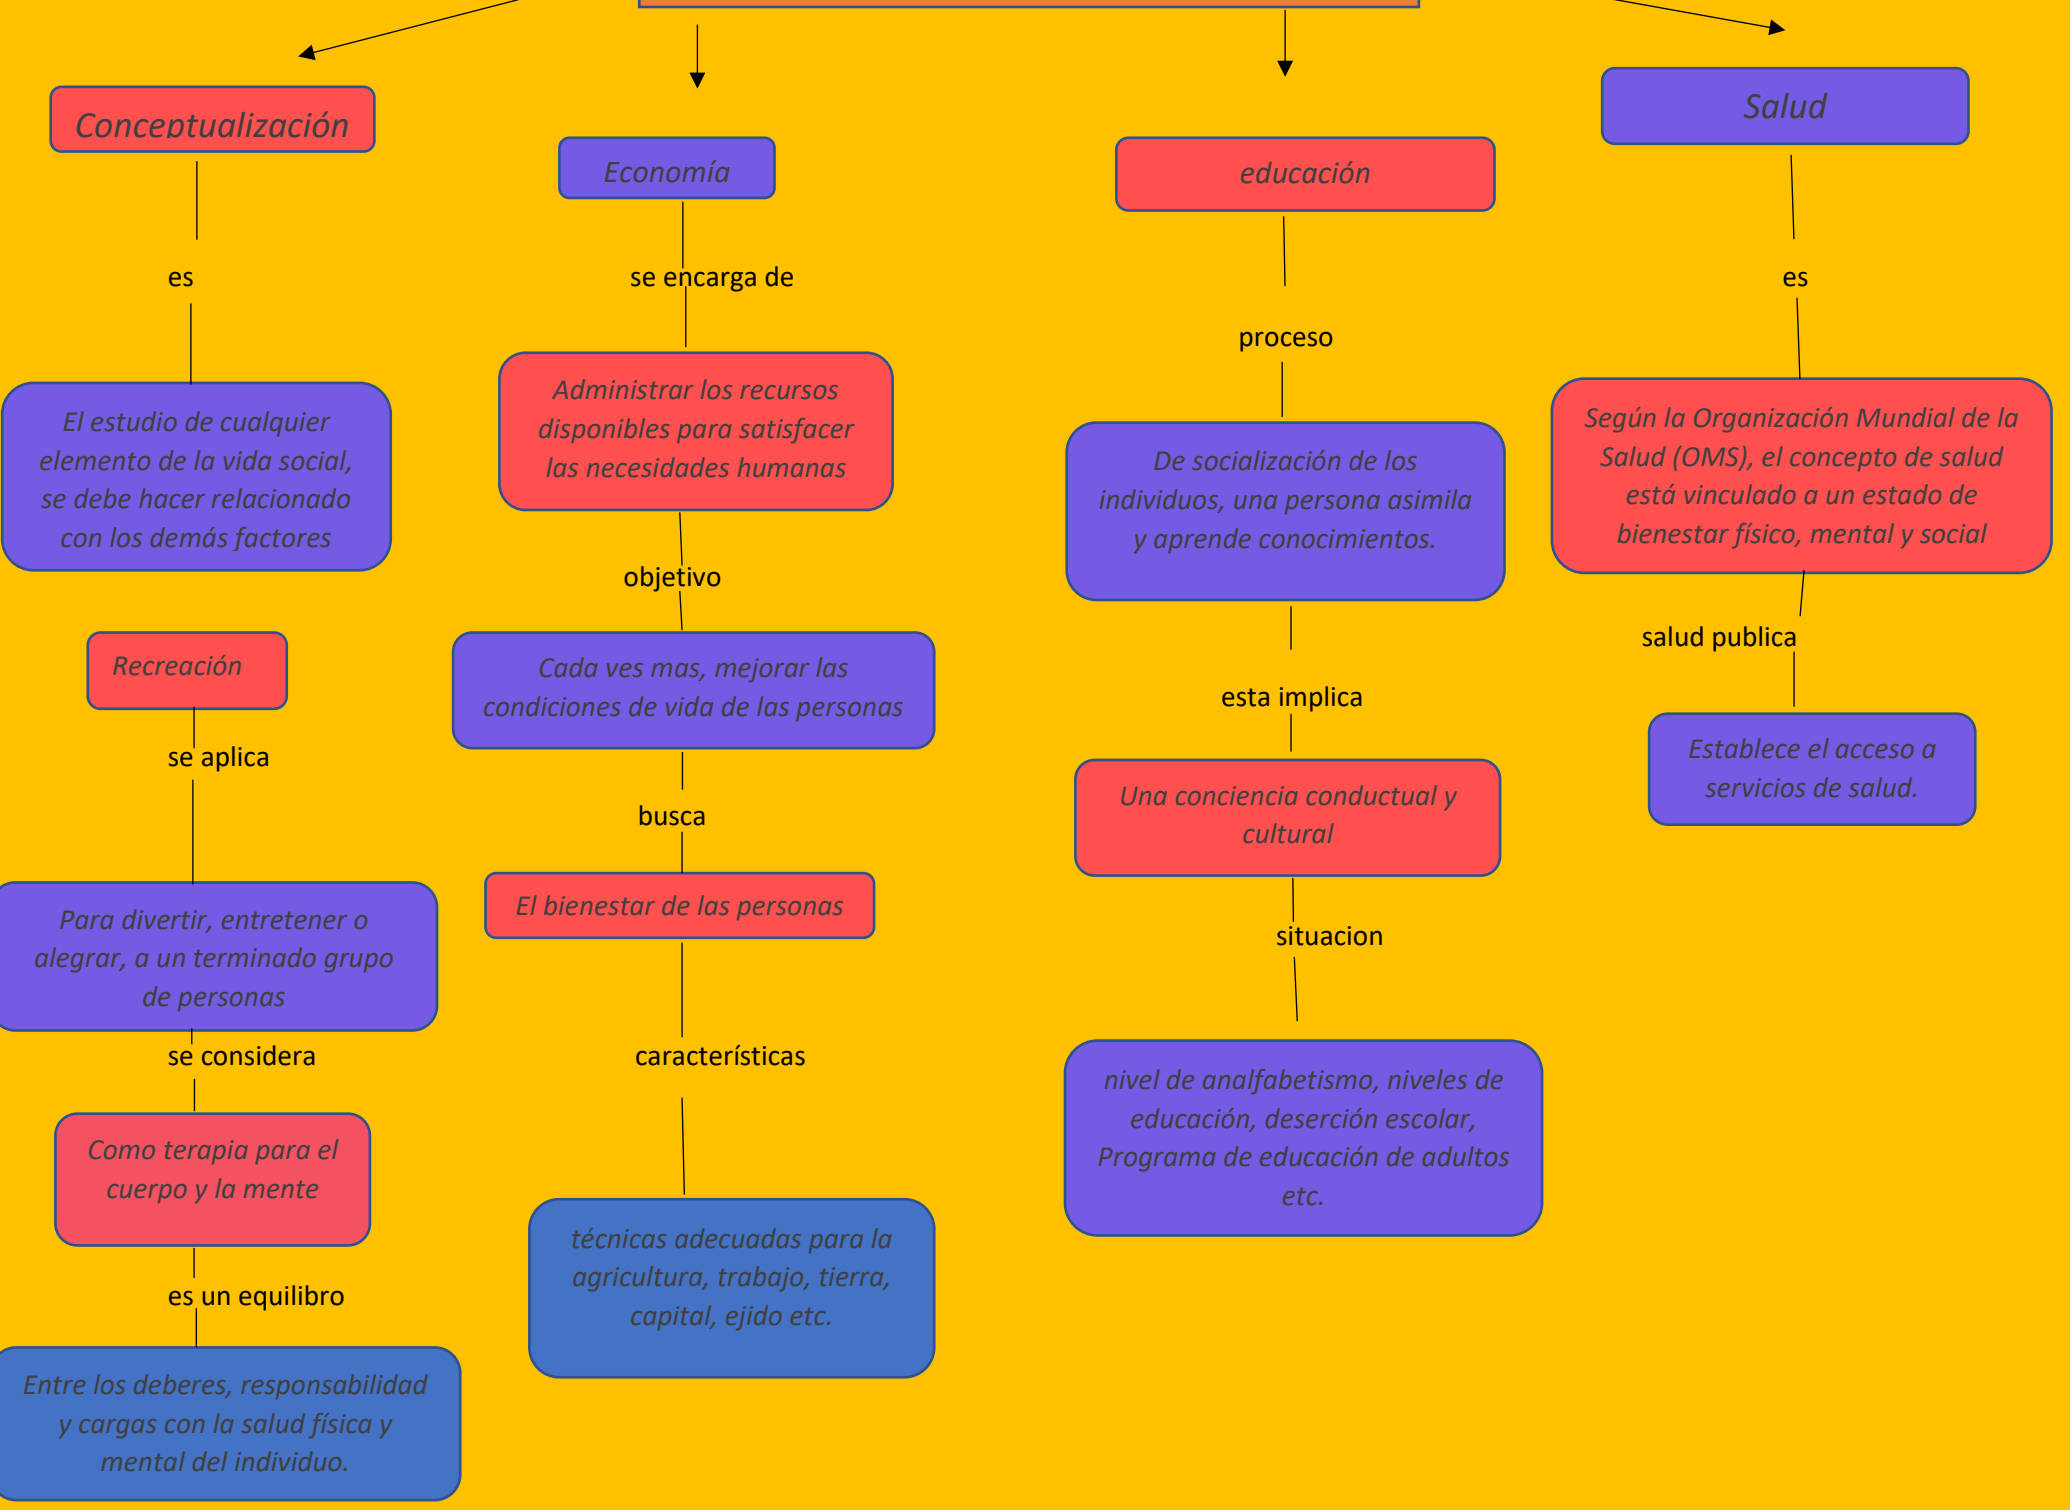 Conceptualización
es
El estudio de cualquier
elemento de la vida social,
se debe hacer relacionado
con los demás factores
Recreación
se aplica
Para divertir, entretener o
alegrar, a un terminado grupo
de personas
se considera
Como terapia para el
cuerpo y la mente
es un equilibro
Entre los deberes, responsabilidad
y cargas con la salud física y
mental del individuo.
Economía
se encarga de
Administrar los recursos
disponibles para satisfacer
las necesidades humanas
objetivo
Cada ves mas, mejorar las
condiciones de vida de las personas
busca
El bienestar de las personas
características
técnicas adecuadas para la
agricultura, trabajo, tierra,
capital, ejido etc.
educación
proceso
De socialización de los
individuos, una persona asimila
y aprende conocimientos.
esta implica
Una conciencia conductual y
cultural
situacion
nivel de analfabetismo, niveles de
educación, deserción escolar,
Programa de educación de adultos
etc.
Salud
es
Según la Organización Mundial de la
Salud (OMS), el concepto de salud
está vinculado a un estado de
bienestar físico, mental y social
salud publica
Establece el acceso a
servicios de salud.